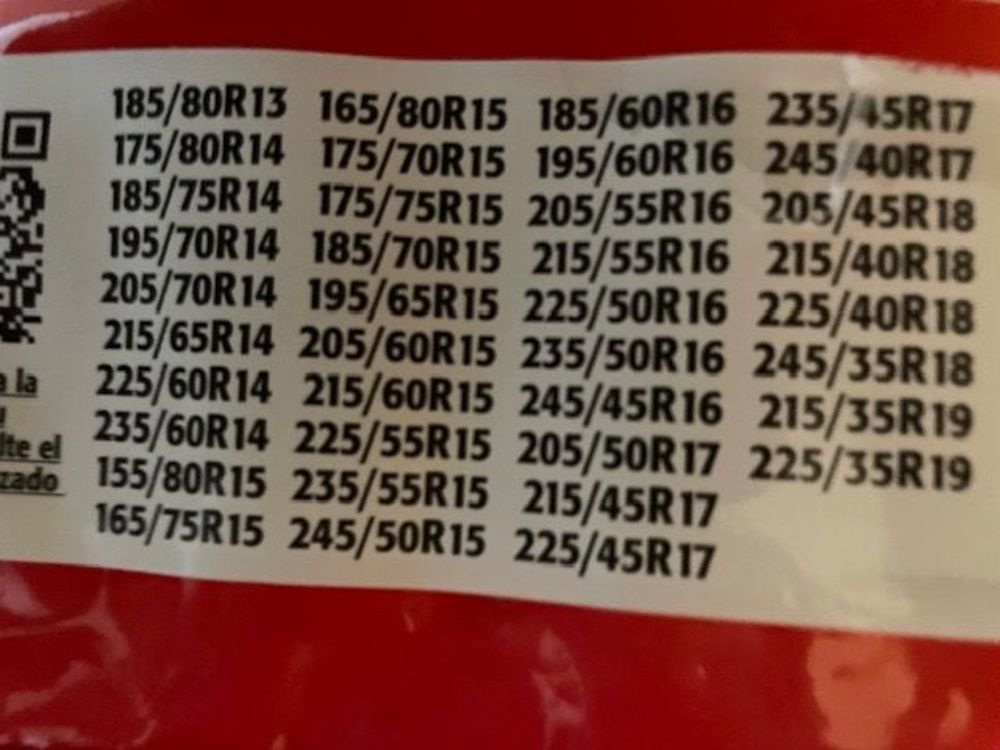 185/80R13 165/80R15 185/60R16 235/45R17
175/80R14 175/70R15 195/60R16 245/40R17
185/75R14 175/75R15 205/55R16 205/45R18
195/70R14 185/70R15 215/55R16 215/40R18
205/70R14 195/65R15 225/50R16 225/40R18
215/65R14 205/60R15 235/50R16 245/35R18
a la 225/60R14 215/60R15 245/45R16 215/35R19
235/60R14 225/55R15 205/50R17 225/35R19
lte el 155/80R15 235/55R15 215/45R17
zado 165/75R15 245/50R15 225/45R17